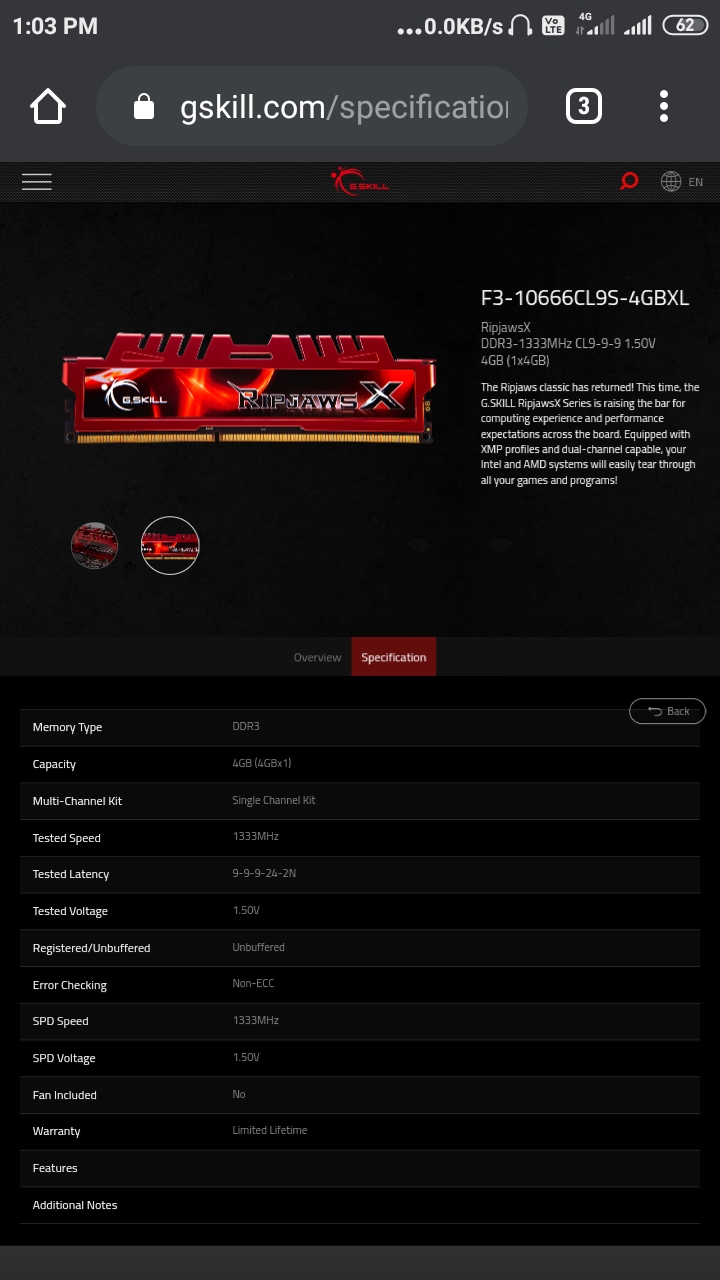 1:03 PM
...0.0KB/s
Vo
LTE
4G
62
gskill.com/specification
3
G.SKILL
EN
F3-10666CL9S-4GBXL
RipjawsX
DDR3-1333MHz CL9-9-9 1.50V
4GB (1x4GB)
The Ripjaws classic has returned! This time, the
G.SKILL RipjawsX Series is raising the bar for
computing experience and performance
expectations across the board. Equipped with
XMP profiles and dual-channel capable, your
Intel and AMD systems will easily tear through
all your games and programs!
G.SKILL
RIPJAWS X
Overview
Specification
Back
Memory Type DDR3
Capacity 4GB (4GBx1)
Multi-Channel Kit Single Channel Kit
Tested Speed 1333MHz
Tested Latency 9-9-9-24-2N
Tested Voltage 1.50V
Registered/Unbuffered Unbuffered
Error Checking Non-ECC
SPD Speed 1333MHz
SPD Voltage 1.50V
Fan Included No
Warranty Limited Lifetime
Features
Additional Notes